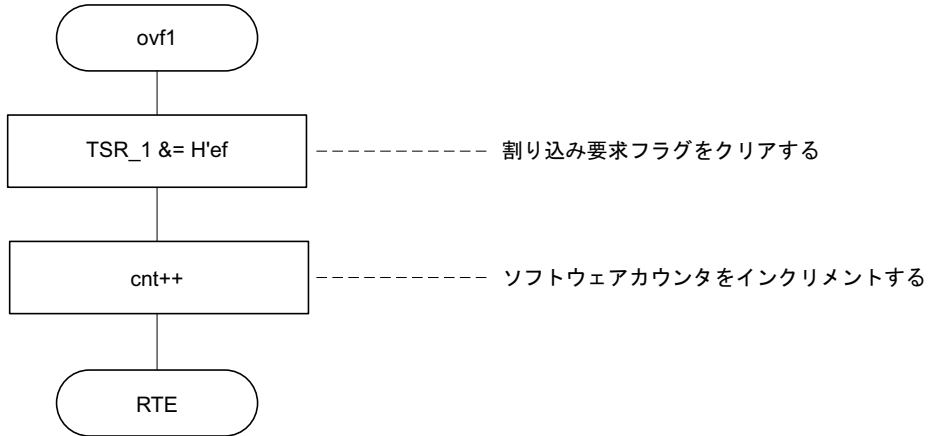 ovf1
TSR_1 &= H'ef
割り込み要求フラグをクリアする
cnt++
ソフトウェアカウンタをインクリメントする
RTE